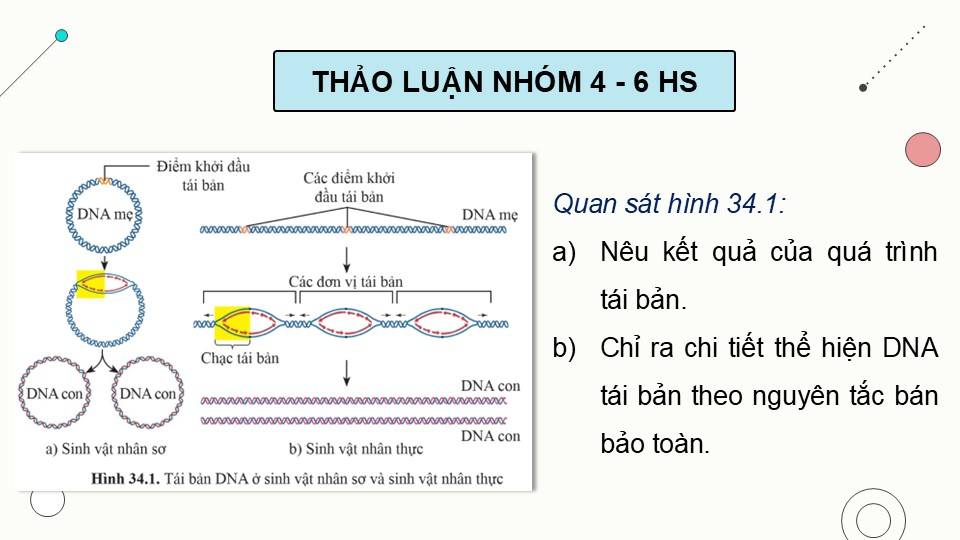 THẢO LUẬN NHÓM 4 - 6 HS
Điểm khởi đầu
tái bản
DNA mẹ
Các điểm khởi
đầu tái bản
DNA mẹ
Các đơn vị tái bản
Chạc tái bản
DNA con
DNA con
DNA con
DNA con
a) Sinh vật nhân sơ
b) Sinh vật nhân thực
Hình 34.1. Tái bản DNA ở sinh vật nhân sơ và sinh vật nhân thực
Quan sát hình 34.1:
a) Nêu kết quả của quá trình
tái bản.
b) Chỉ ra chi tiết thể hiện DNA
tái bản theo nguyên tắc bán
bảo toàn.